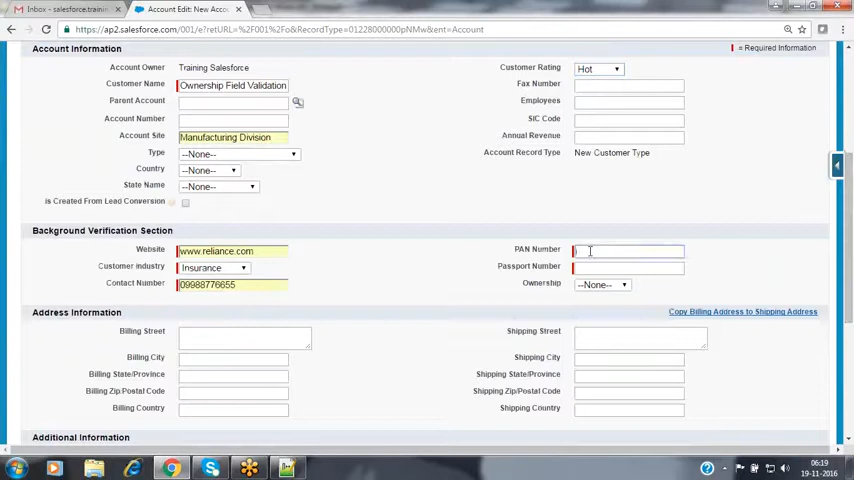 Inbox - salesforce.trainin
Account Edit: New Accou
https://ap2.salesforce.com/001/e?retURL=%2F001%2Fo&RecordType=01228000000pNMw&ent=Account
Account Information
= Required Information
Account Owner Training Salesforce
Customer Rating Hot
Customer Name Ownership Field Validation
Fax Number
Parent Account
Employees
Account Number
SIC Code
Account Site Manufacturing Division
Annual Revenue
Type --None--
Account Record Type New Customer Type
Country --None--
State Name --None--
is Created From Lead Conversion
Background Verification Section
Website www.reliance.com
PAN Number
Customer industry Insurance
Passport Number
Contact Number 09988776655
Ownership --None--
Address Information
Copy Billing Address to Shipping Address
Billing Street
Shipping Street
Billing City
Shipping City
Billing State/Province
Shipping State/Province
Billing Zip/Postal Code
Shipping Zip/Postal Code
Billing Country
Shipping Country
Additional Information
06:19
19-11-2016